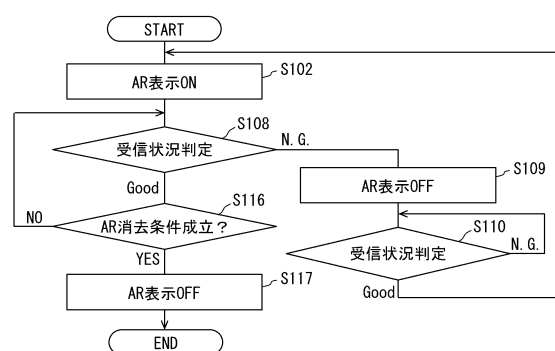 START
AR表示ON
S102
受信状況判定
S108
N.G.
Good
AR表示OFF
S109
AR消去条件成立？
S116
NO
YES
受信状況判定
S110
N.G.
Good
AR表示OFF
S117
END